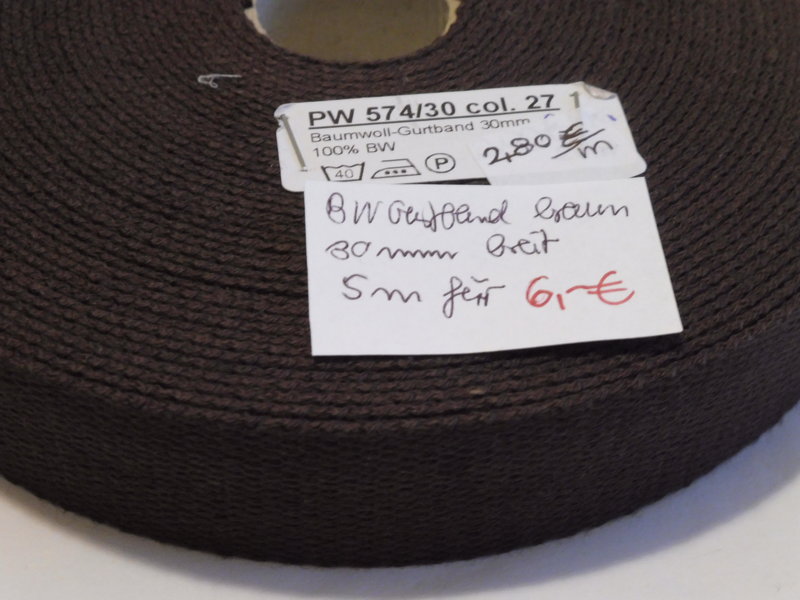 PW 574/30 col. 27
Baumwoll-Gurtband 30mm
100% BW
40 P
2,80 €/m
BW Gurtband braun
30 mm breit
5 m für 6,-€